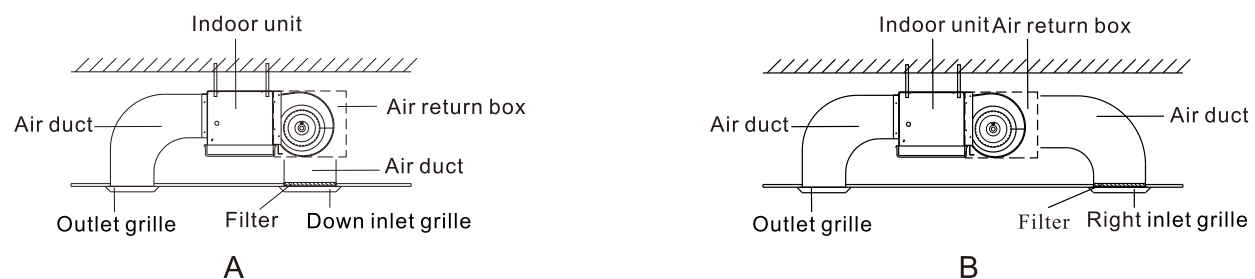 Indoor unit
Air return box
Air duct
Air duct
Outlet grille
Filter
Down inlet grille
A
Indoor unit
Air return box
Air duct
Air duct
Outlet grille
Filter
Right inlet grille
B